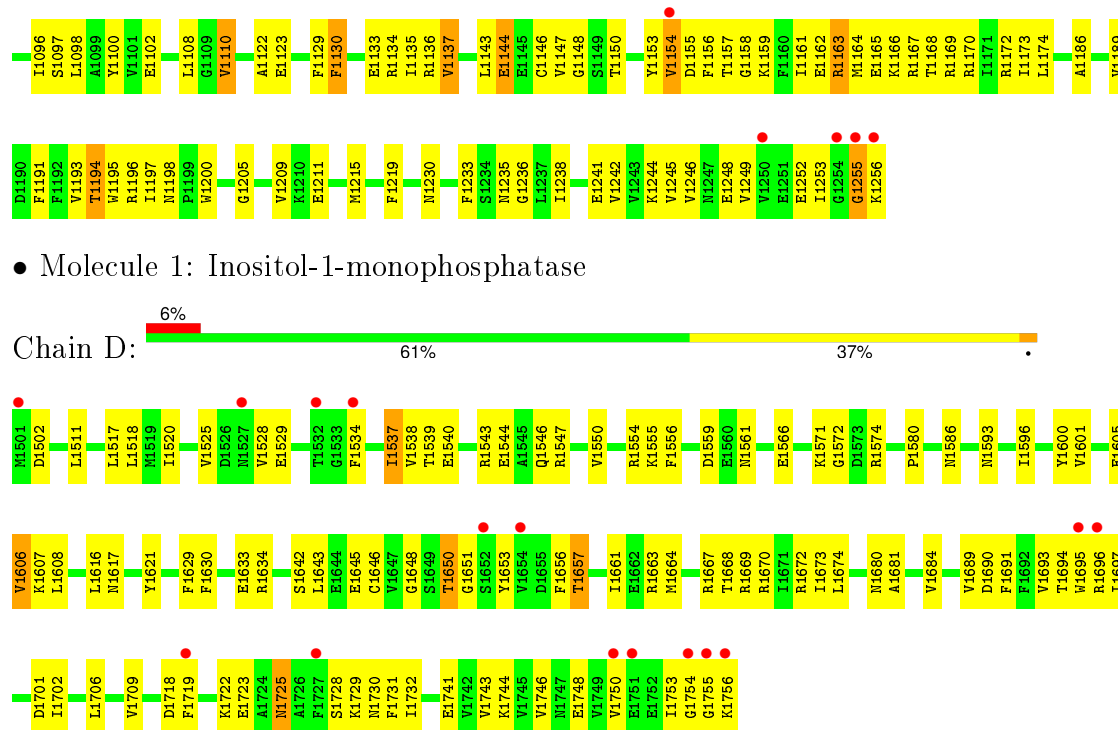 I1096 S1097 L1098 A1099 Y1100 V1101 E1102 L1108 G1109 V1110 A1122 E1123 F1129 F1130 E1133 R1134 I1135 R1136 V1137 L1143 E1144 E1145 C1146 V1147 G1148 S1149 T1150 Y1153 V1154 D1155 F1156 T1157 G1158 K1159 F1160 I1161 E1162 R1163 M1164 E1165 K1166 R1167 T1168 R1169 R1170 I1171 R1172 I1173 L1174 A1186 V1189
D1190 F1191 F1192 V1193 T1194 W1195 R1196 I1197 N1198 P1199 W1200 G1205 V1209 K1210 E1211 M1215 F1219 N1230 F1233 S1234 N1235 G1236 L1237 I1238 E1241 V1242 V1243 K1244 V1245 V1246 N1247 E1248 V1249 V1250 E1251 E1252 I1253 G1254 G1255 K1256
• Molecule 1: Inositol-1-monophosphatase
6%
Chain D:
61% 37% •
M1501 D1502 L1511 L1517 L1518 M1519 I1520 V1525 D1526 N1527 V1528 E1529 T1532 G1533 F1534 I1537 V1538 T1539 E1540 R1543 E1544 A1545 Q1546 R1547 V1550 R1554 K1555 F1556 D1559 E1560 N1561 E1566 K1571 G1572 D1573 R1574 P1580 N1586 N1593 I1596 Y1600 V1601 E1605
V1606 K1607 L1608 L1616 N1617 Y1621 F1629 F1630 E1633 R1634 S1642 L1643 E1644 E1645 C1646 V1647 G1648 S1649 T1650 G1651 S1652 Y1653 V1654 D1655 F1656 T1657 I1661 E1662 R1663 M1664 R1667 T1668 R1669 R1670 I1671 R1672 I1673 L1674 N1680 A1681 V1684 V1689 D1690 F1691 F1692 V1693 T1694 W1695 R1696 I1697
D1701 I1702 L1706 V1709 D1718 F1719 K1722 E1723 A1724 N1725 A1726 F1727 S1728 K1729 N1730 F1731 I1732 E1741 V1742 V1743 K1744 V1745 V1746 N1747 E1748 V1749 V1750 E1751 E1752 I1753 G1754 G1755 K1756